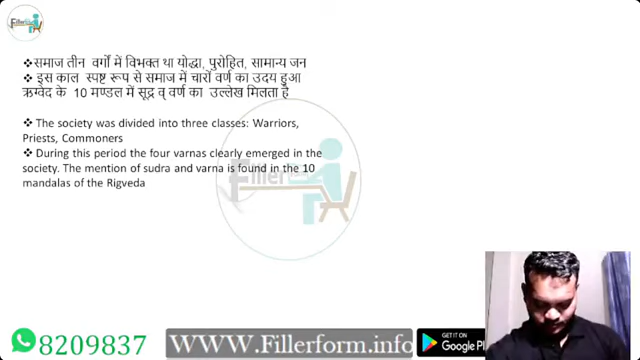 Fillerform
❖समाज तीन वर्गों में विभक्त था योद्धा, पुरोहित, सामान्य जन
❖ इस काल स्पष्ट रूप से समाज में चारों वर्ण का उदय हुआ
ऋग्वेद के 10 मण्डल में सूद्र व् वर्ण का उल्लेख मिलता है
❖ The society was divided into three classes: Warriors,
Priests, Commoners
❖ During this period the four varnas clearly emerged in the
society. The mention of sudra and varna is found in the 10
mandalas of the Rigveda
8209837
WWW.Fillerform.info
GET IT ON
Google Pl